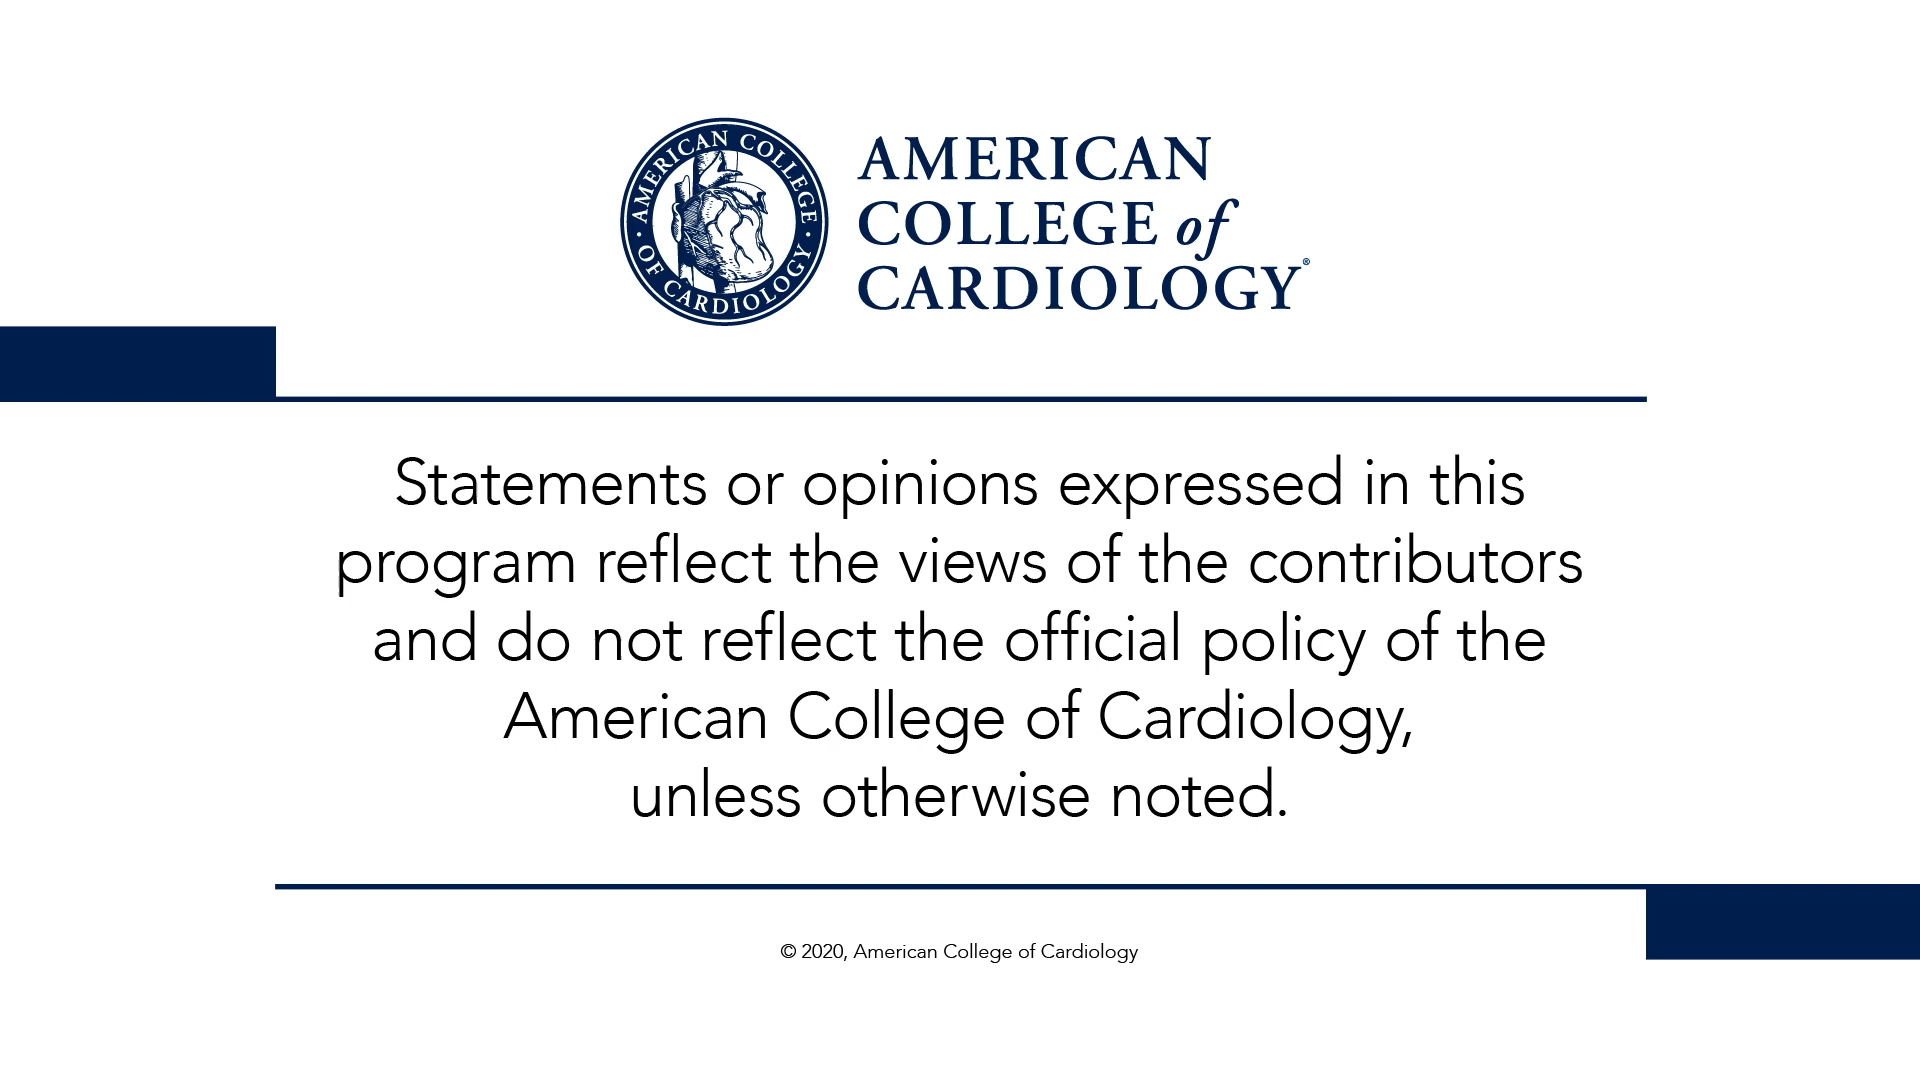 AMERICAN COLLEGE
· OF CARDIOLOGY ·
AMERICAN
COLLEGE of
CARDIOLOGY®
Statements or opinions expressed in this
program reflect the views of the contributors
and do not reflect the official policy of the
American College of Cardiology,
unless otherwise noted.
© 2020, American College of Cardiology